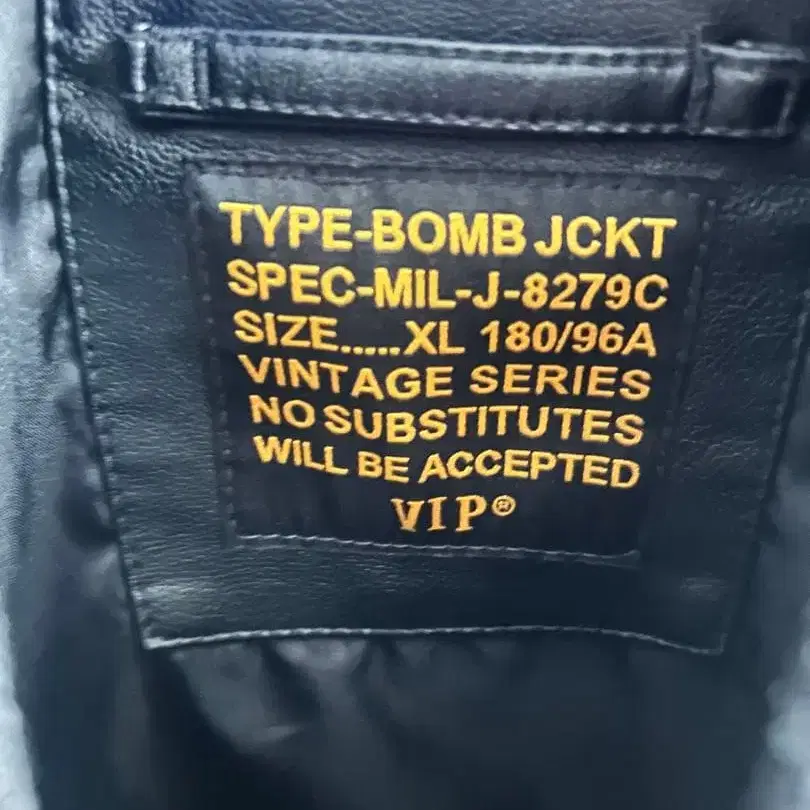 TYPE-BOMB JCKT
SPEC-MIL-J-8279C
SIZE.....XL 180/96A
VINTAGE SERIES
NO SUBSTITUTES
WILL BE ACCEPTED
VIP®